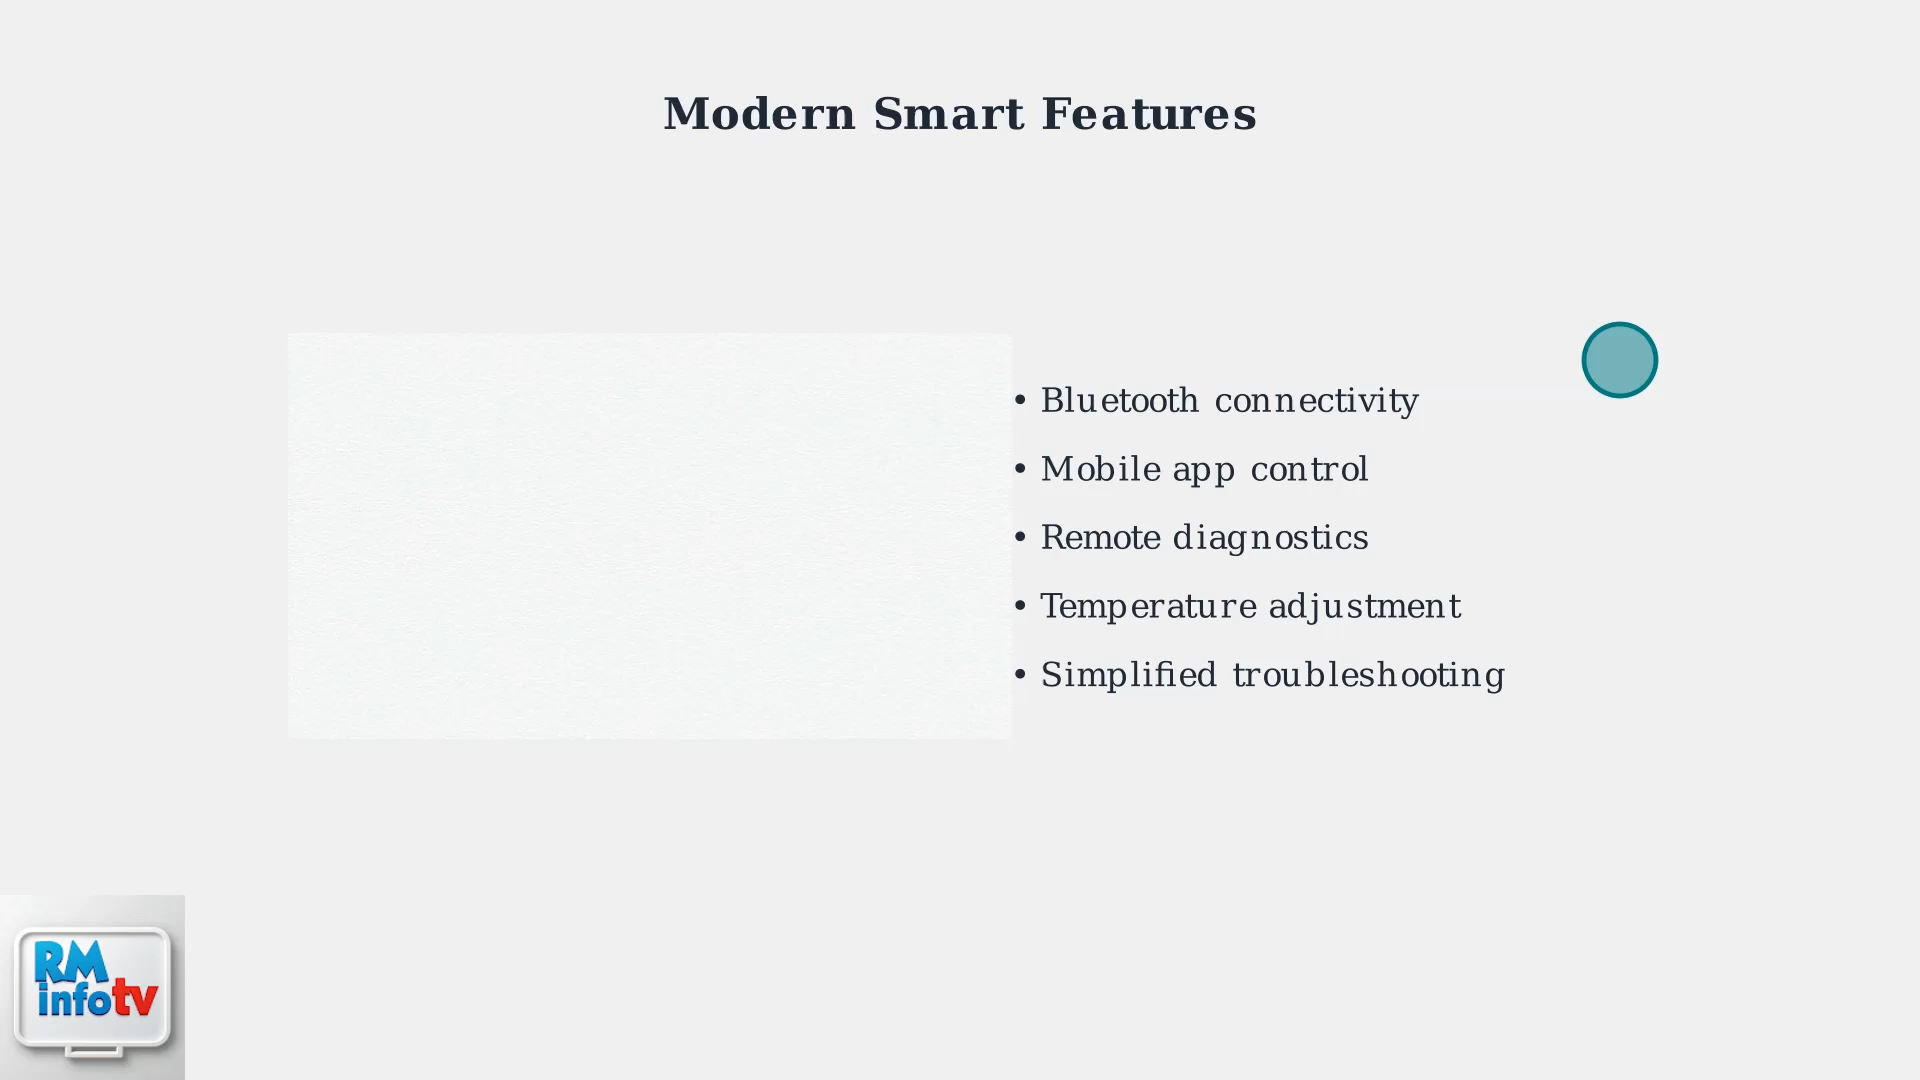 Modern Smart Features
• Bluetooth connectivity
• Mobile app control
• Remote diagnostics
• Temperature adjustment
• Simplified troubleshooting
RM
infotv